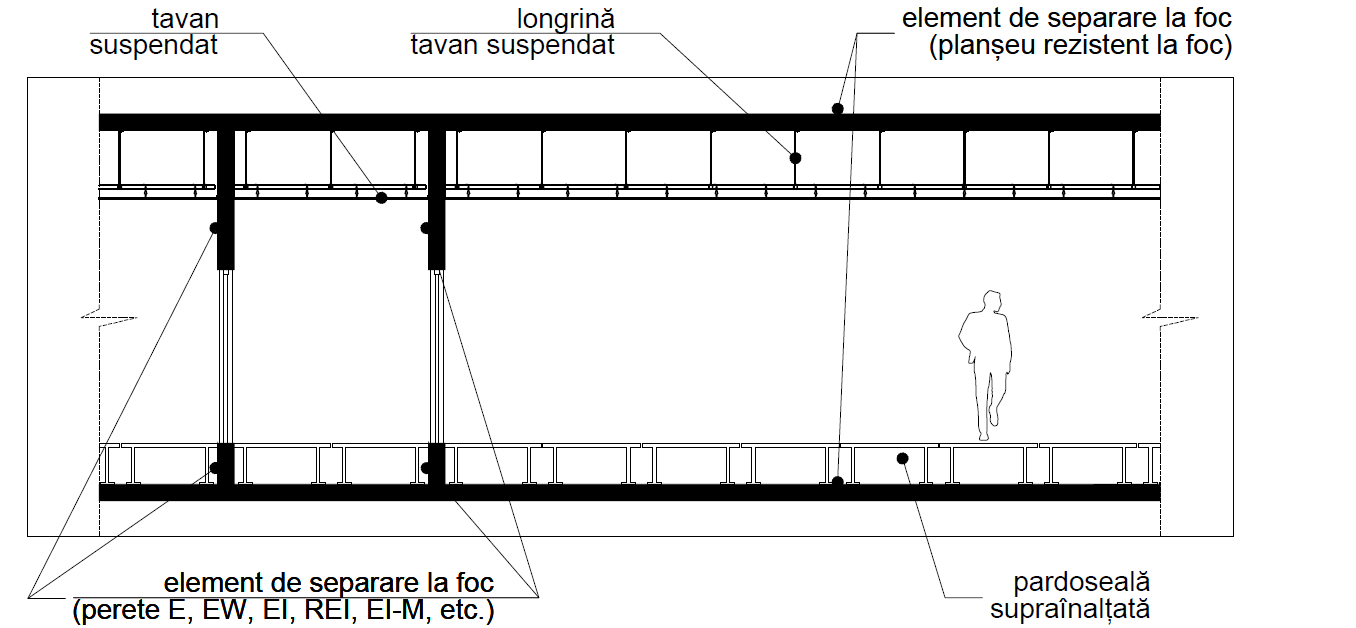 tavan
suspendat
longrină
tavan suspendat
element de separare la foc
(planșeu rezistent la foc)
element de separare la foc
(perete E, EW, EI, REI, EI-M, etc.)
pardoseală
supraînalțată